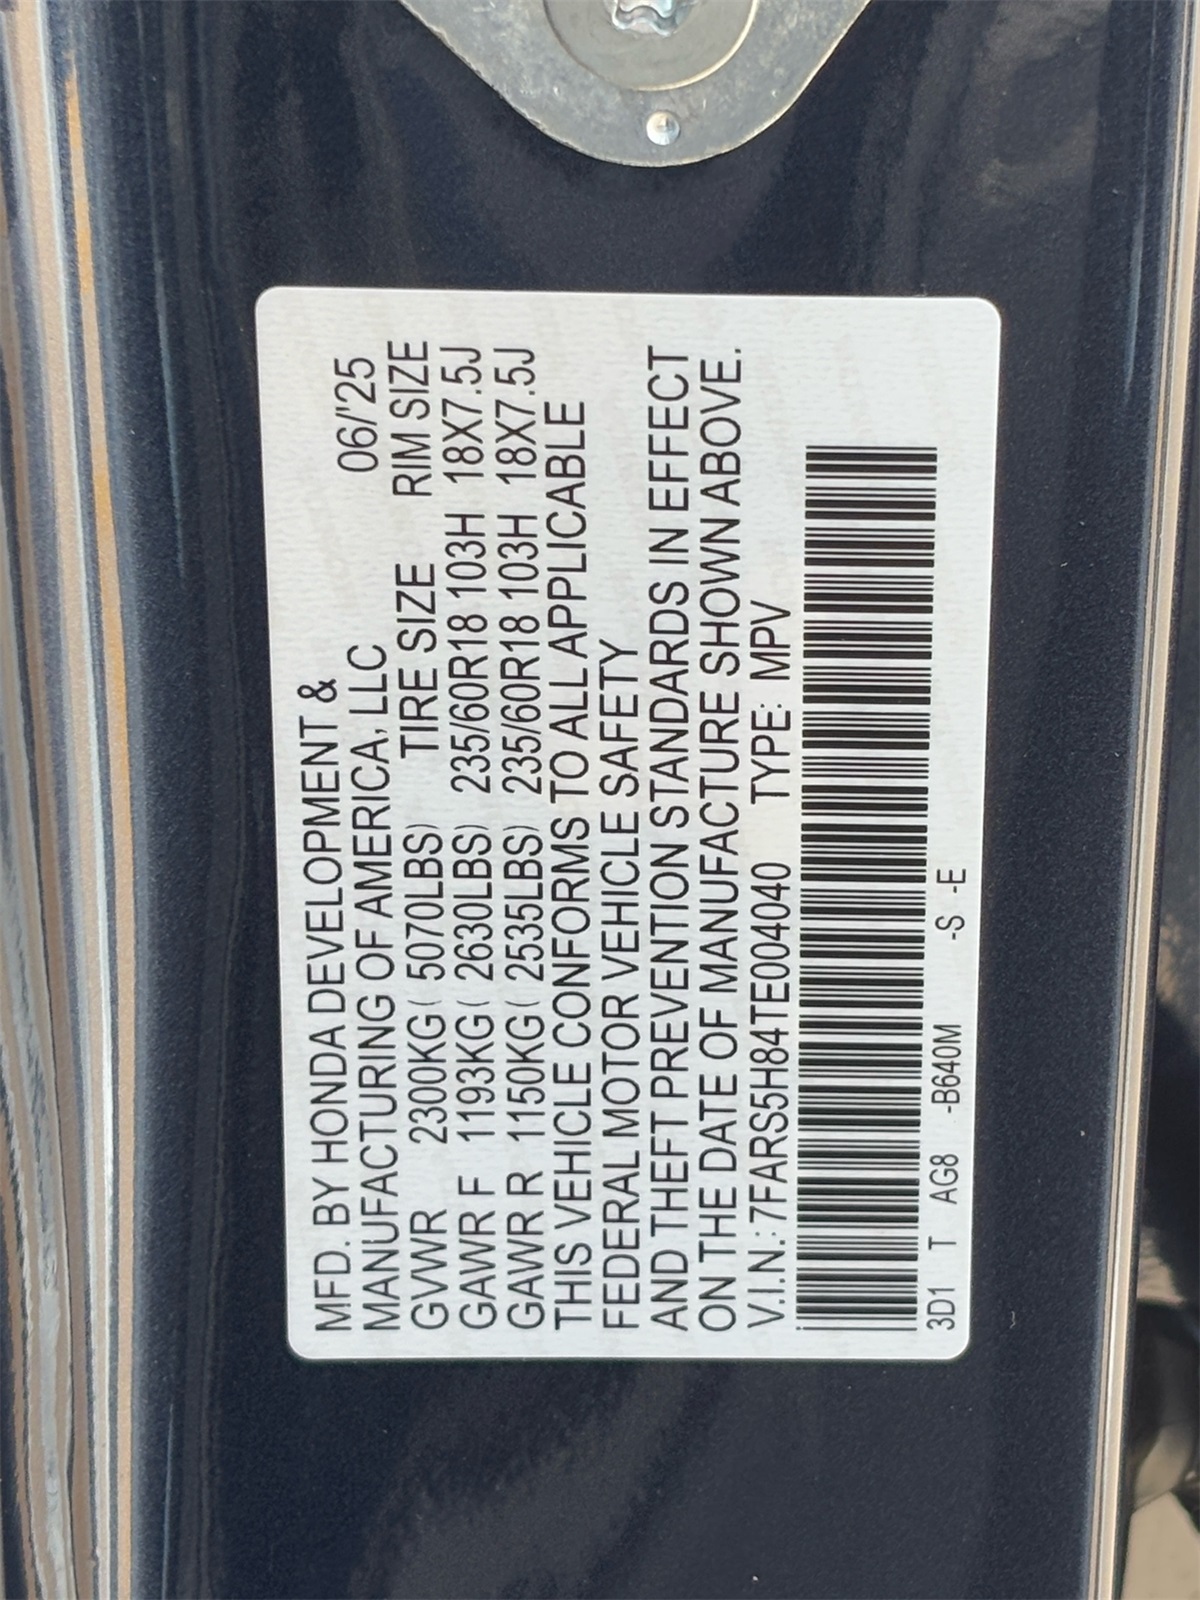 MFD. BY HONDA DEVELOPMENT &
MANUFACTURING OF AMERICA, LLC 06/'25
GVWR 2300KG ( 5070LBS) TIRE SIZE RIM SIZE
GAWR F 1193KG ( 2630LBS) 235/60R18 103H 18X7.5J
GAWR R 1150KG ( 2535LBS) 235/60R18 103H 18X7.5J
THIS VEHICLE CONFORMS TO ALL APPLICABLE
FEDERAL MOTOR VEHICLE SAFETY
AND THEFT PREVENTION STANDARDS IN EFFECT
ON THE DATE OF MANUFACTURE SHOWN ABOVE.
V.I.N.: 7FARS5H84TE004040 TYPE: MPV
3D1 T AG8 -B640M -S -E